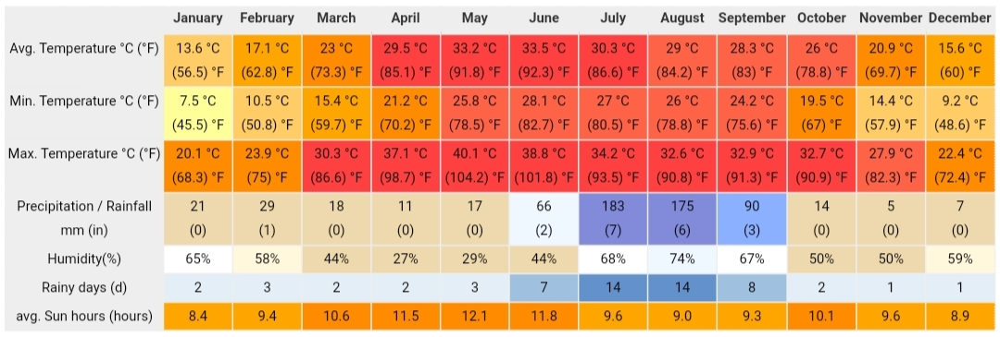 January February March April May June July August September October November December
Avg. Temperature °C (°F) 13.6 °C 17.1 °C 23 °C 29.5 °C 33.2 °C 33.5 °C 30.3 °C 29 °C 28.3 °C 26 °C 20.9 °C 15.6 °C
(56.5) °F (62.8) °F (73.3) °F (85.1) °F (91.8) °F (92.3) °F (86.6) °F (84.2) °F (83) °F (78.8) °F (69.7) °F (60) °F
Min. Temperature °C (°F) 7.5 °C 10.5 °C 15.4 °C 21.2 °C 25.8 °C 28.1 °C 27 °C 26 °C 24.2 °C 19.5 °C 14.4 °C 9.2 °C
(45.5) °F (50.8) °F (59.7) °F (70.2) °F (78.5) °F (82.7) °F (80.5) °F (78.8) °F (75.6) °F (67) °F (57.9) °F (48.6) °F
Max. Temperature °C (°F) 20.1 °C 23.9 °C 30.3 °C 37.1 °C 40.1 °C 38.8 °C 34.2 °C 32.6 °C 32.9 °C 32.7 °C 27.9 °C 22.4 °C
(68.3) °F (75) °F (86.6) °F (98.7) °F (104.2) °F (101.8) °F (93.5) °F (90.8) °F (91.3) °F (90.9) °F (82.3) °F (72.4) °F
Precipitation / Rainfall 21 29 18 11 17 66 183 175 90 14 5 7
mm (in) (0) (1) (0) (0) (0) (2) (7) (6) (3) (0) (0) (0)
Humidity(%) 65% 58% 44% 27% 29% 44% 68% 74% 67% 50% 50% 59%
Rainy days (d) 2 3 2 2 3 7 14 14 8 2 1 1
avg. Sun hours (hours) 8.4 9.4 10.6 11.5 12.1 11.8 9.6 9.0 9.3 10.1 9.6 8.9